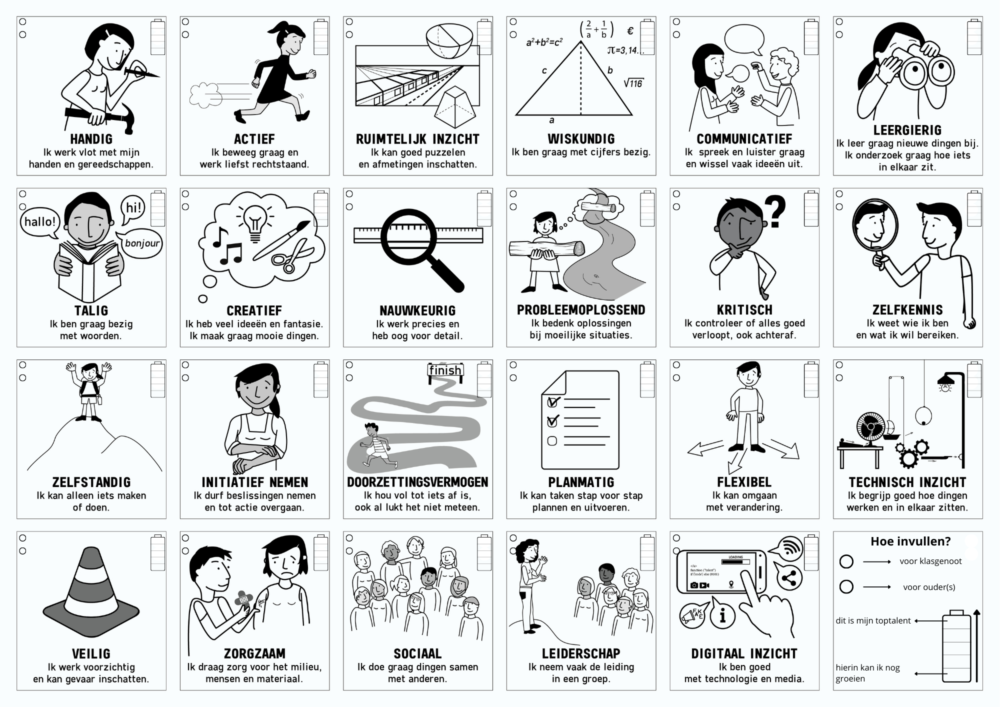 HANDIG
Ik werk vlot met mijn
handen en gereedschappen.
ACTIEF
Ik beweeg graag en
werk liefst rechtstaand.
RUIMTELIJK INZICHT
Ik kan goed puzzelen
en afmetingen inschatten.
(2/a + 1/b) €
a²+b²=c²
π=3,14...
c
b
√116
a
WISKUNDIG
Ik ben graag met cijfers bezig.
COMMUNICATIEF
Ik spreek en luister graag
en wissel vaak ideeën uit.
LEERGIERIG
Ik leer graag nieuwe dingen bij.
Ik onderzoek graag hoe iets
in elkaar zit.
hi!
hallo!
bonjour
TALIG
Ik ben graag bezig
met woorden.
CREATIEF
Ik heb veel ideeën en fantasie.
Ik maak graag mooie dingen.
NAUWKEURIG
Ik werk precies en
heb oog voor detail.
PROBLEEMOPLOSSEND
Ik bedenk oplossingen
bij moeilijke situaties.
?
KRITISCH
Ik controleer of alles goed
verloopt, ook achteraf.
ZELFKENNIS
Ik weet wie ik ben
en wat ik wil bereiken.
ZELFSTANDIG
Ik kan alleen iets maken
of doen.
INITIATIEF NEMEN
Ik durf beslissingen nemen
en tot actie overgaan.
finish
DOORZETTINGSVERMOGEN
Ik hou vol tot iets af is,
ook al lukt het niet meteen.
PLANMATIG
Ik kan taken stap voor stap
plannen en uitvoeren.
FLEXIBEL
Ik kan omgaan
met verandering.
TECHNISCH INZICHT
Ik begrijp goed hoe dingen
werken en in elkaar zitten.
VEILIG
Ik werk voorzichtig
en kan gevaar inschatten.
ZORGZAAM
Ik draag zorg voor het milieu,
mensen en materiaal.
SOCIAAL
Ik doe graag dingen samen
met anderen.
LEIDERSCHAP
Ik neem vaak de leiding
in een groep.
LOADING
</a>
function ("talent")
if ['code'] else (0101)
FAKE
i
DIGITAAL INZICHT
Ik ben goed
met technologie en media.
Hoe invullen?
voor klasgenoot
voor ouder(s)
dit is mijn toptalent
hierin kan ik nog
groeien